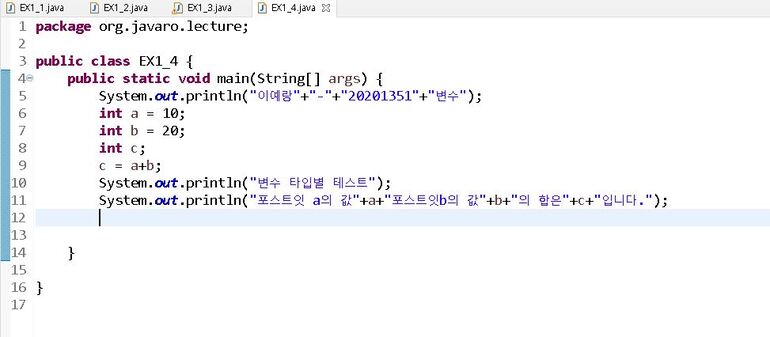 EX1_1.java EX1_2.java EX1_3.java EX1_4.java
1 package org.javaro.lecture;
2
3 public class EX1_4 {
4 public static void main(String[] args) {
5 System.out.println("이예랑"+"-"+"20201351"+"변수");
6 int a = 10;
7 int b = 20;
8 int c;
9 c = a+b;
10 System.out.println("변수 타입별 테스트");
11 System.out.println("포스트잇 a의 값"+a+"포스트잇b의 값"+b+"의 합은"+c+"입니다.");
12
13
14 }
15
16 }
17